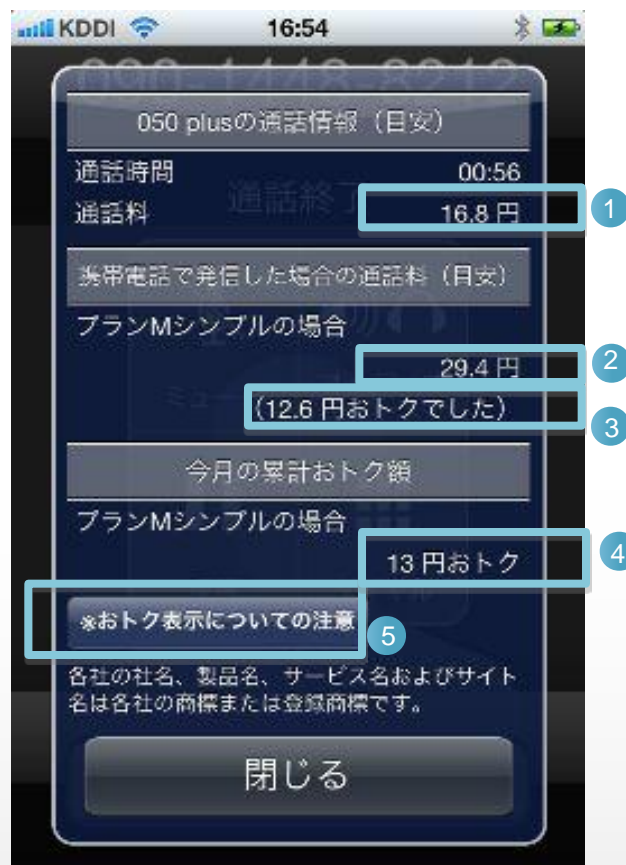 KDDI 16:54
050 plusの通話情報（目安）
通話時間 00:56
通話終了
通話料 16.8 円
1
携帯電話で発信した場合の通話料（目安）
プランMシンプルの場合
29.4 円
2
（12.6 円おトクでした）
3
今月の累計おトク額
プランMシンプルの場合
13 円おトク
4
※おトク表示についての注意
5
各社の社名、製品名、サービス名およびサイト
名は各社の商標または登録商標です。
閉じる